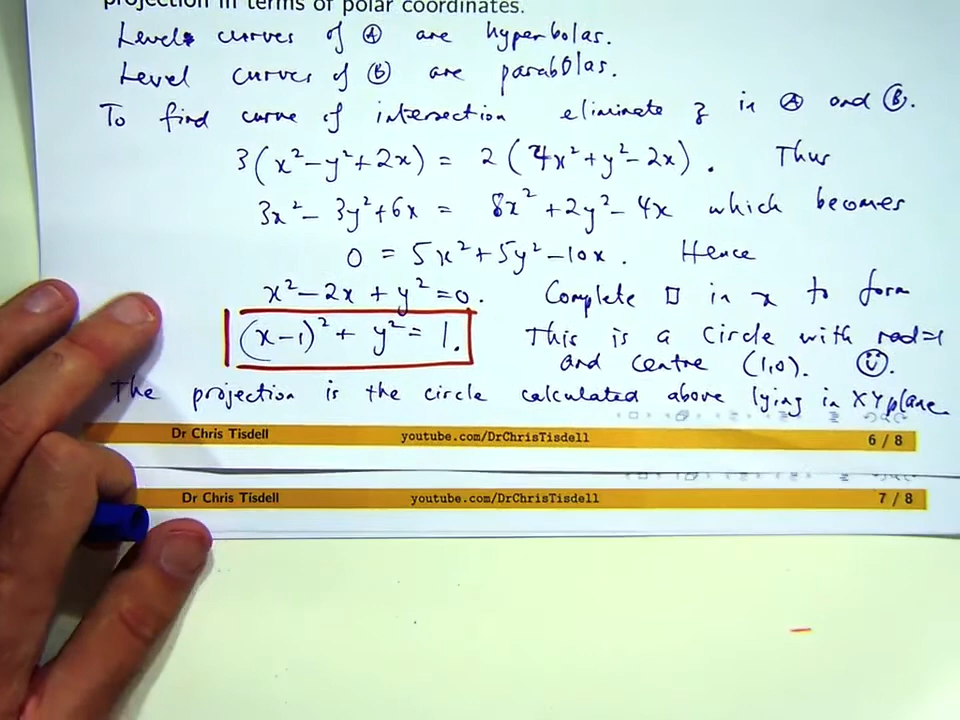 projection in terms of polar coordinates.
Level curves of Ⓐ are hyperbolas.
Level curves of Ⓑ are parabolas.
To find curve of intersection eliminate z in Ⓐ and Ⓑ.
3(x²-y²+2x) = 2(4x²+y²-2x). Thus
3x²-3y²+6x = 8x²+2y²-4x which becomes
0 = 5x²+5y²-10x. Hence
x²-2x+y²=0. Complete □ in x to form
(x-1)²+y²=1. This is a circle with rad=1
and centre (1,0).
The projection is the circle calculated above lying in XY plane
Dr Chris Tisdell youtube.com/DrChrisTisdell 6 / 8
Dr Chris Tisdell youtube.com/DrChrisTisdell 7 / 8